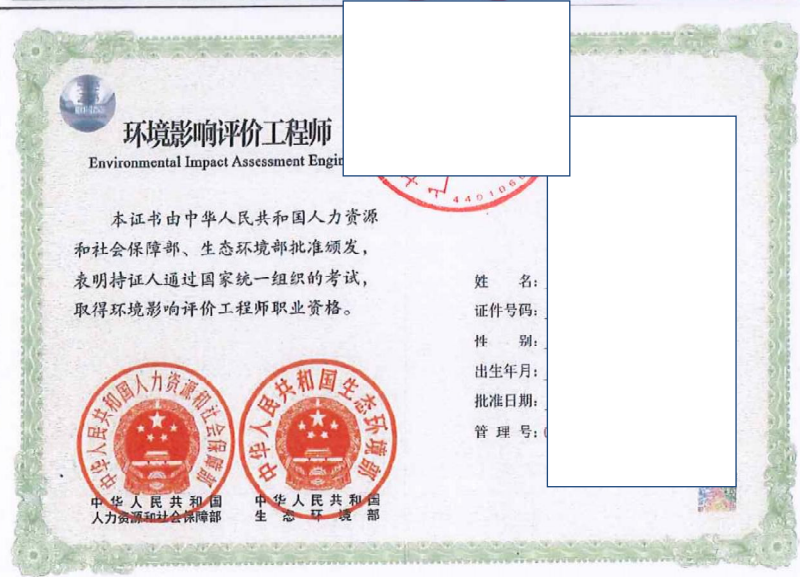 环境影响评价工程师
Environmental Impact Assessment Engin
本证书由中华人民共和国人力资源
和社会保障部、生态环境部批准颁发，
表明持证人通过国家统一组织的考试，
取得环境影响评价工程师职业资格。
中华人民共和国人力资源和社会保障部
中华人民共和国
人力资源和社会保障部
中华人民共和国生态环境部
中华人民共和国
生态环境部
440106
姓名：
证件号码：
性别：
出生年月：
批准日期：
管理号：